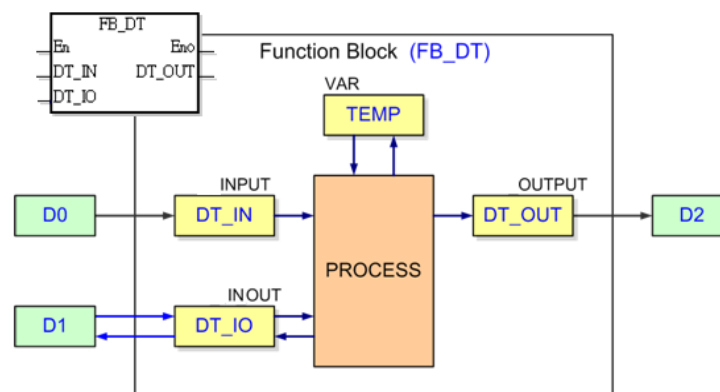 FB_DT
En Eno
DT_IN DT_OUT
DT_IO
Function Block (FB_DT)
VAR
TEMP
INPUT
OUTPUT
D0
DT_IN
DT_OUT
D2
PROCESS
INOUT
D1
DT_IO